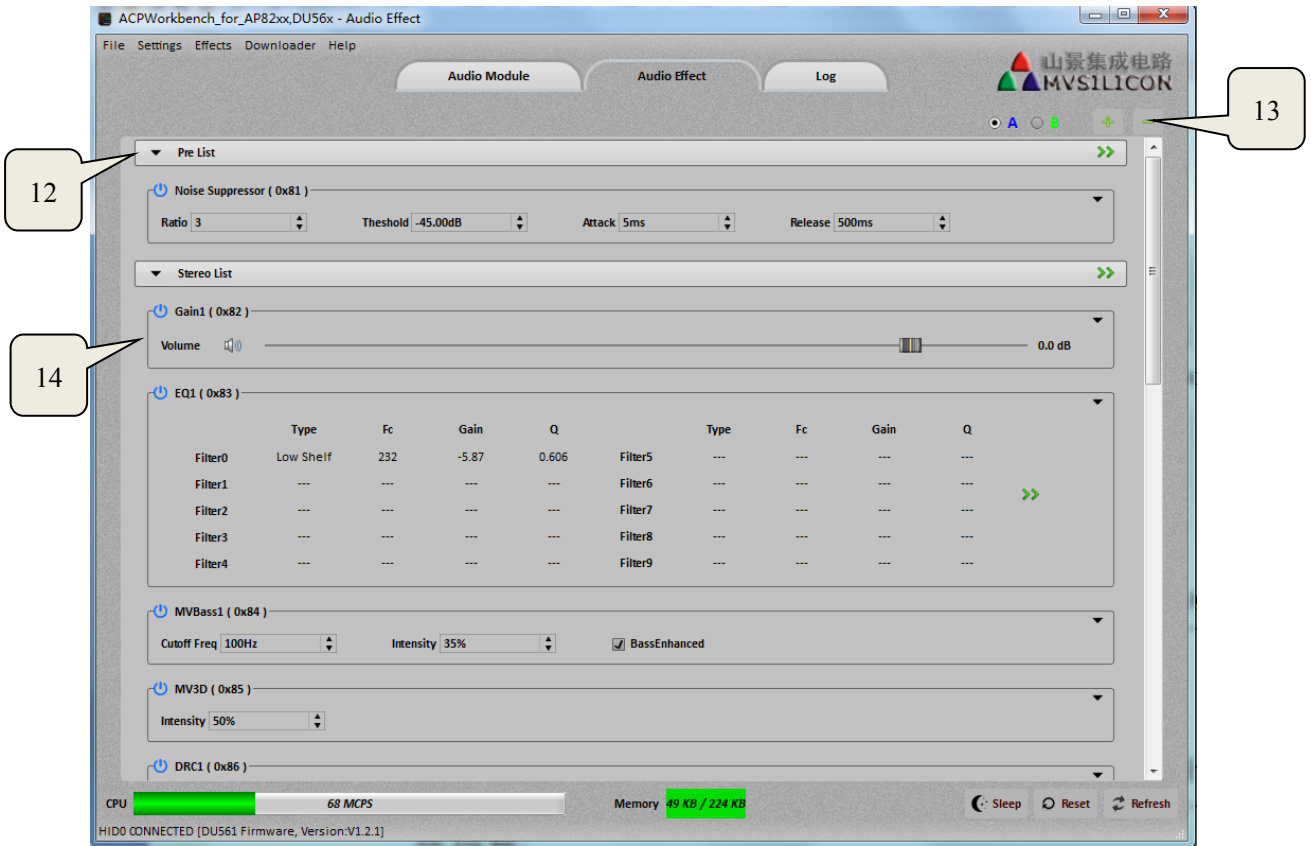 ACPWorkbench_for_AP82xx,DU56x - Audio Effect
File Settings Effects Downloader Help
Audio Module Audio Effect Log
山景集成电路
MVSILICON
A B
13
12
Pre List
Noise Suppressor ( 0x81 )
Ratio 3 Theshold -45.00dB Attack 5ms Release 500ms
Stereo List
Gain1 ( 0x82 )
Volume 0.0 dB
14
EQ1 ( 0x83 )
Type Fc Gain Q Type Fc Gain Q
Filter0 Low Shelf 232 -5.87 0.606 Filter5 --- --- --- ---
Filter1 --- --- --- --- Filter6 --- --- --- ---
Filter2 --- --- --- --- Filter7 --- --- --- ---
Filter3 --- --- --- --- Filter8 --- --- --- ---
Filter4 --- --- --- --- Filter9 --- --- --- ---
MVBass1 ( 0x84 )
Cutoff Freq 100Hz Intensity 35% BassEnhanced
MV3D ( 0x85 )
Intensity 50%
DRC1 ( 0x86 )
CPU 68 MCPS Memory 49 KB / 224 KB Sleep Reset Refresh
HID0 CONNECTED [DU561 Firmware, Version:V1.2.1]